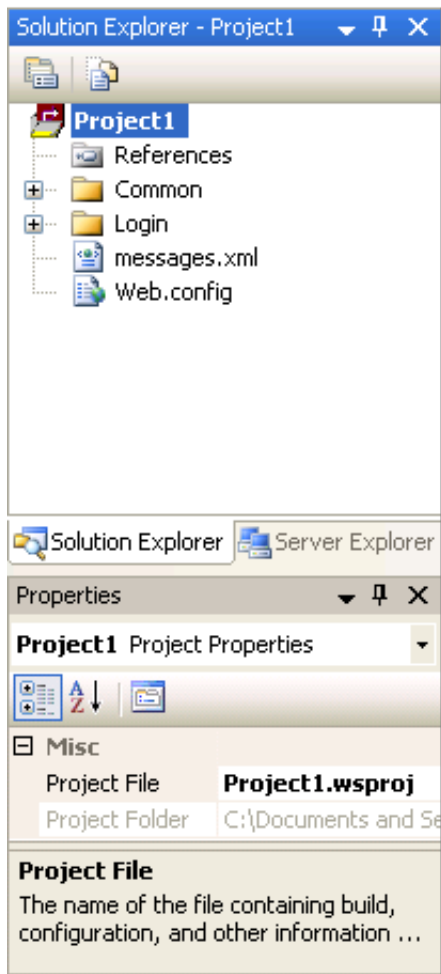 Solution Explorer - Project1
Project1
References
Common
Login
messages.xml
Web.config
Solution Explorer Server Explorer
Properties
Project1 Project Properties
A
Z
Misc
Project File Project1.wsproj
Project Folder C:\Documents and Se
Project File
The name of the file containing build,
configuration, and other information ...